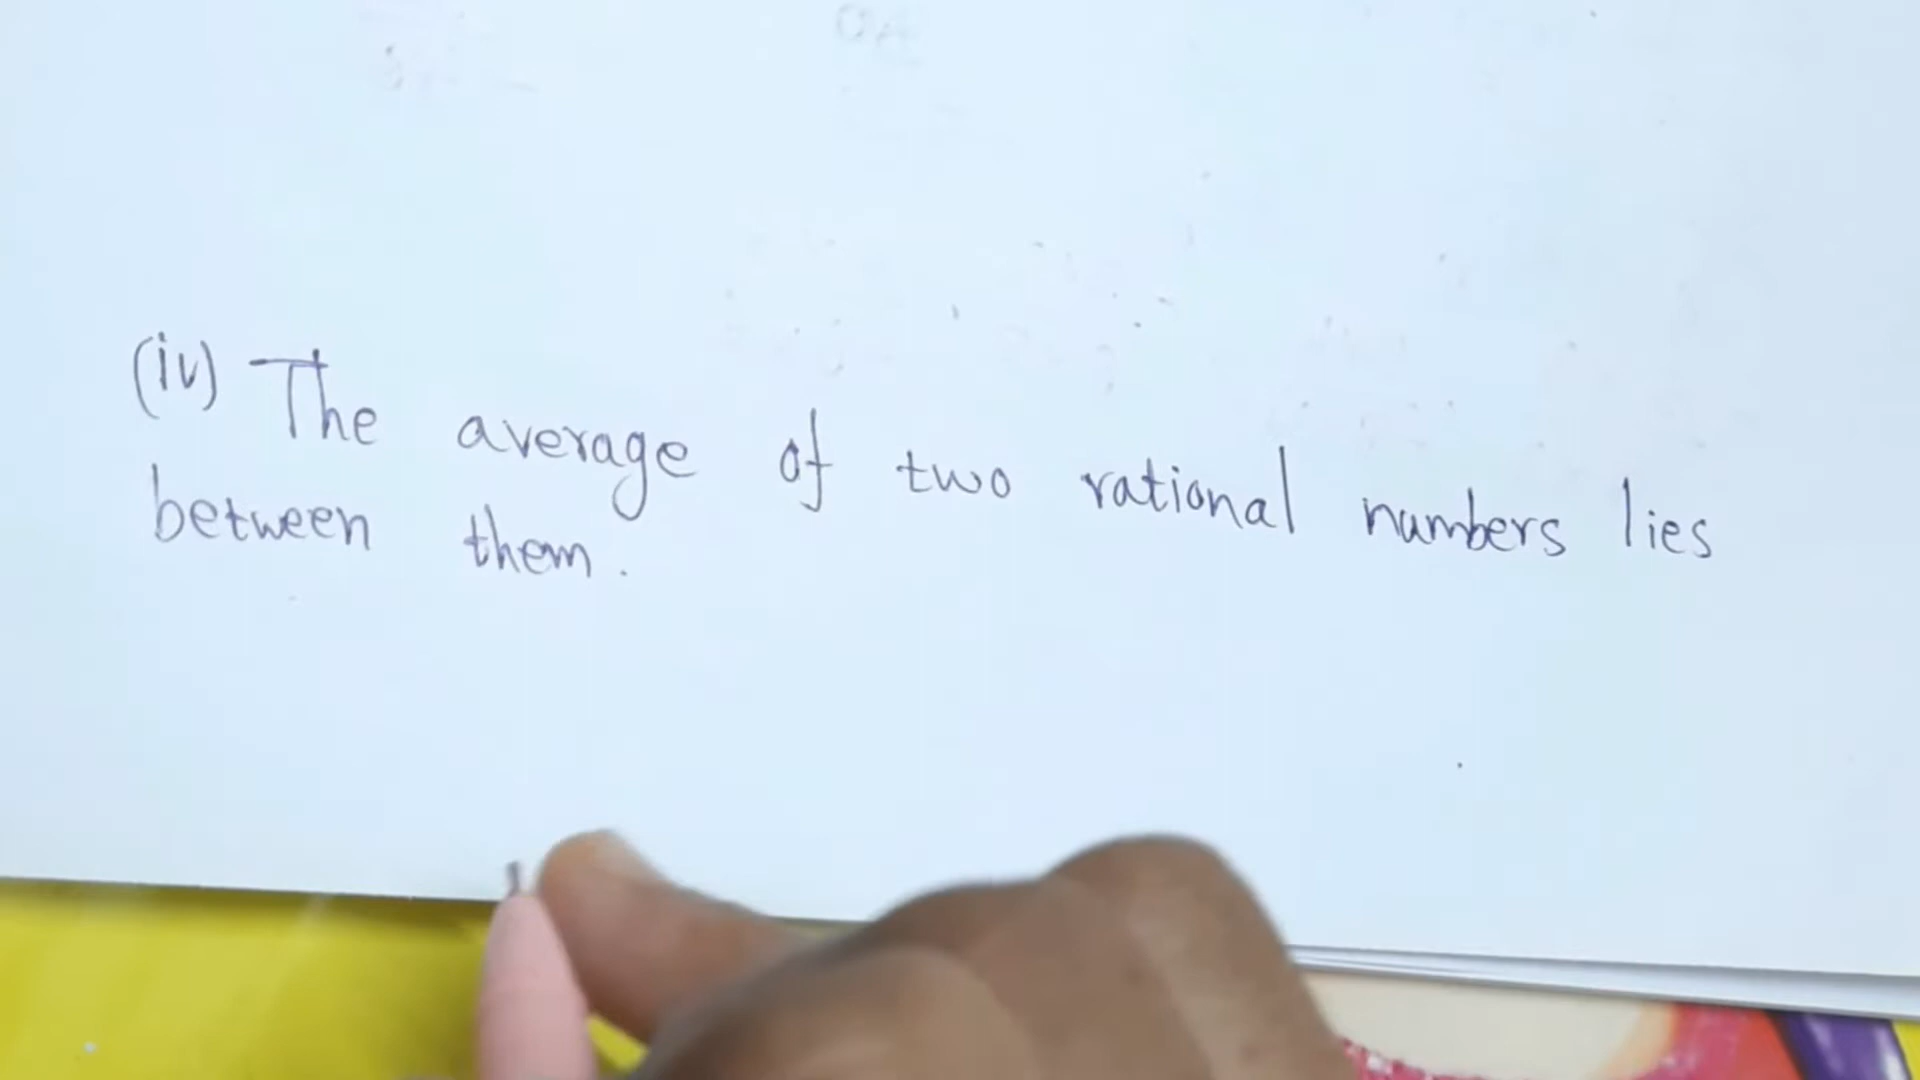 (iv) The average of two rational numbers lies
between them.